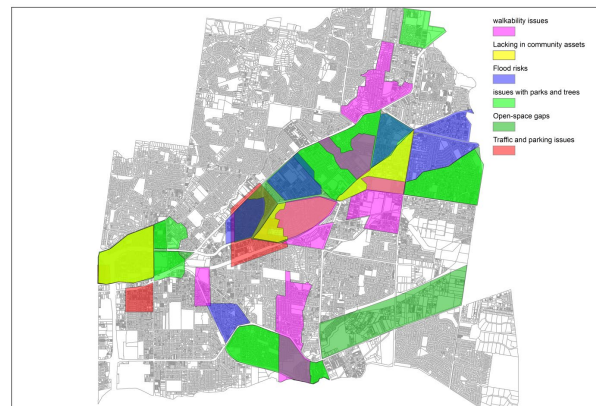 walkability issues
Lacking in community assets
Flood risks
issues with parks and trees
Open-space gaps
Traffic and parking issues